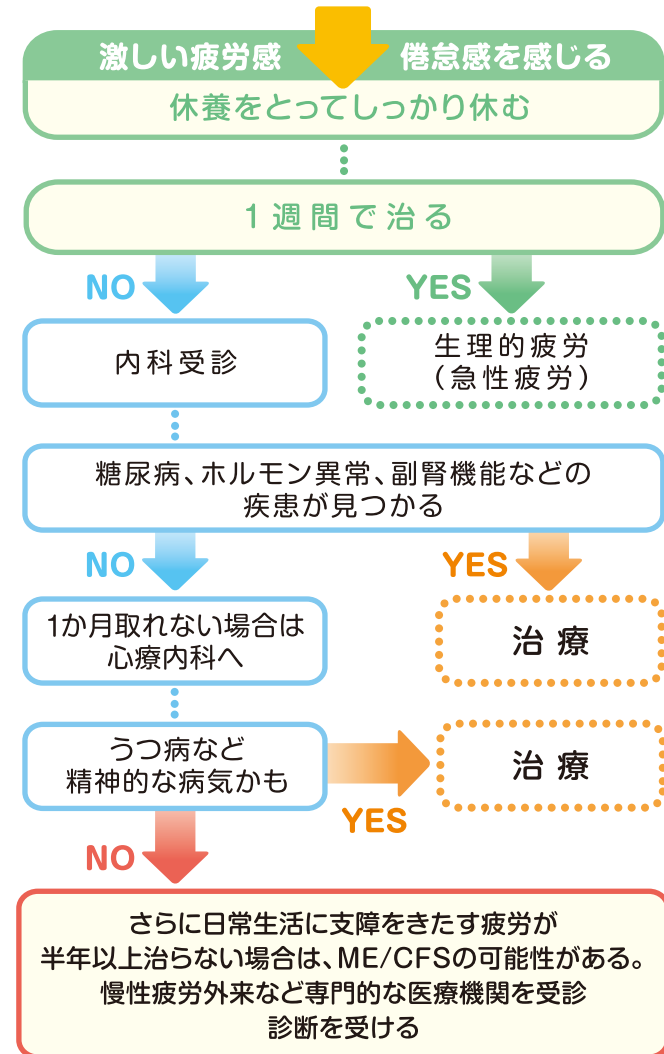 激しい疲労感 倦怠感を感じる
休養をとってしっかり休む
1週間で治る
NO
YES
内科受診
生理的疲労
（急性疲労）
糖尿病、ホルモン異常、副腎機能などの
疾患が見つかる
NO
YES
1か月取れない場合は
心療内科へ
治療
うつ病など
精神的な病気かも
治療
YES
NO
さらに日常生活に支障をきたす疲労が
半年以上治らない場合は、ME/CFSの可能性がある。
慢性疲労外来など専門的な医療機関を受診
診断を受ける